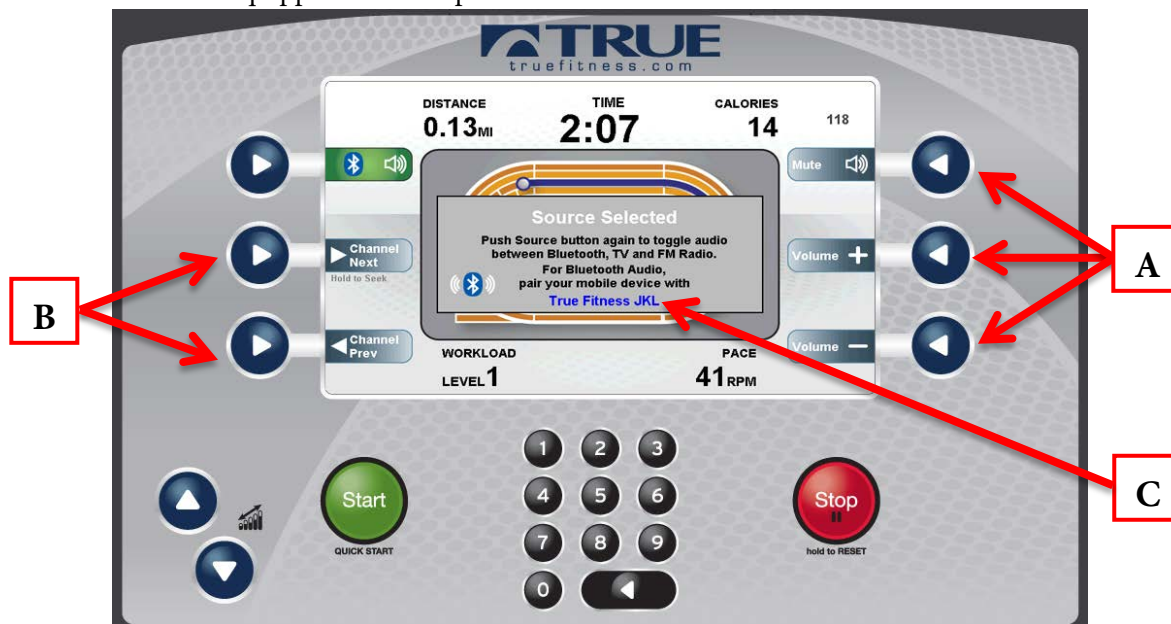 TRUE
truefitness.com
DISTANCE TIME CALORIES
0.13MI 2:07 14 118
Mute
Channel
Next
Hold to Seek
Source Selected
Push Source button again to toggle audio
between Bluetooth, TV and FM Radio.
For Bluetooth Audio,
pair your mobile device with
True Fitness JKL
Volume +
A
B
Channel
Prev
Volume −
WORKLOAD PACE
LEVEL 1 41 RPM
C
1 2 3
4 5 6
7 8 9
0
Start
QUICK START
Stop
hold to RESET